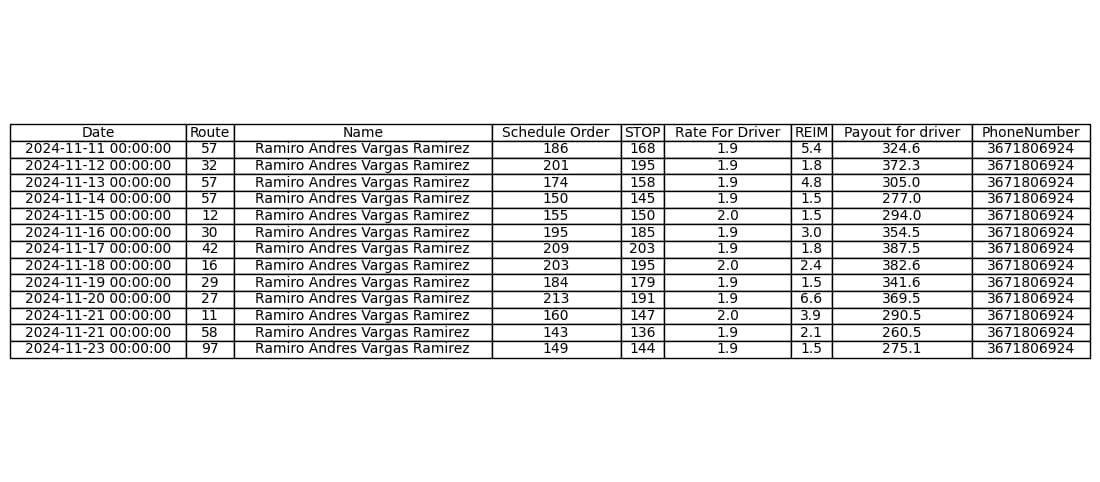 Date Route Name Schedule Order STOP Rate For Driver REIM Payout for driver PhoneNumber
2024-11-11 00:00:00 57 Ramiro Andres Vargas Ramirez 186 168 1.9 5.4 324.6 3671806924
2024-11-12 00:00:00 32 Ramiro Andres Vargas Ramirez 201 195 1.9 1.8 372.3 3671806924
2024-11-13 00:00:00 57 Ramiro Andres Vargas Ramirez 174 158 1.9 4.8 305.0 3671806924
2024-11-14 00:00:00 57 Ramiro Andres Vargas Ramirez 150 145 1.9 1.5 277.0 3671806924
2024-11-15 00:00:00 12 Ramiro Andres Vargas Ramirez 155 150 2.0 1.5 294.0 3671806924
2024-11-16 00:00:00 30 Ramiro Andres Vargas Ramirez 195 185 1.9 3.0 354.5 3671806924
2024-11-17 00:00:00 42 Ramiro Andres Vargas Ramirez 209 203 1.9 1.8 387.5 3671806924
2024-11-18 00:00:00 16 Ramiro Andres Vargas Ramirez 203 195 2.0 2.4 382.6 3671806924
2024-11-19 00:00:00 29 Ramiro Andres Vargas Ramirez 184 179 1.9 1.5 341.6 3671806924
2024-11-20 00:00:00 27 Ramiro Andres Vargas Ramirez 213 191 1.9 6.6 369.5 3671806924
2024-11-21 00:00:00 11 Ramiro Andres Vargas Ramirez 160 147 2.0 3.9 290.5 3671806924
2024-11-21 00:00:00 58 Ramiro Andres Vargas Ramirez 143 136 1.9 2.1 260.5 3671806924
2024-11-23 00:00:00 97 Ramiro Andres Vargas Ramirez 149 144 1.9 1.5 275.1 3671806924